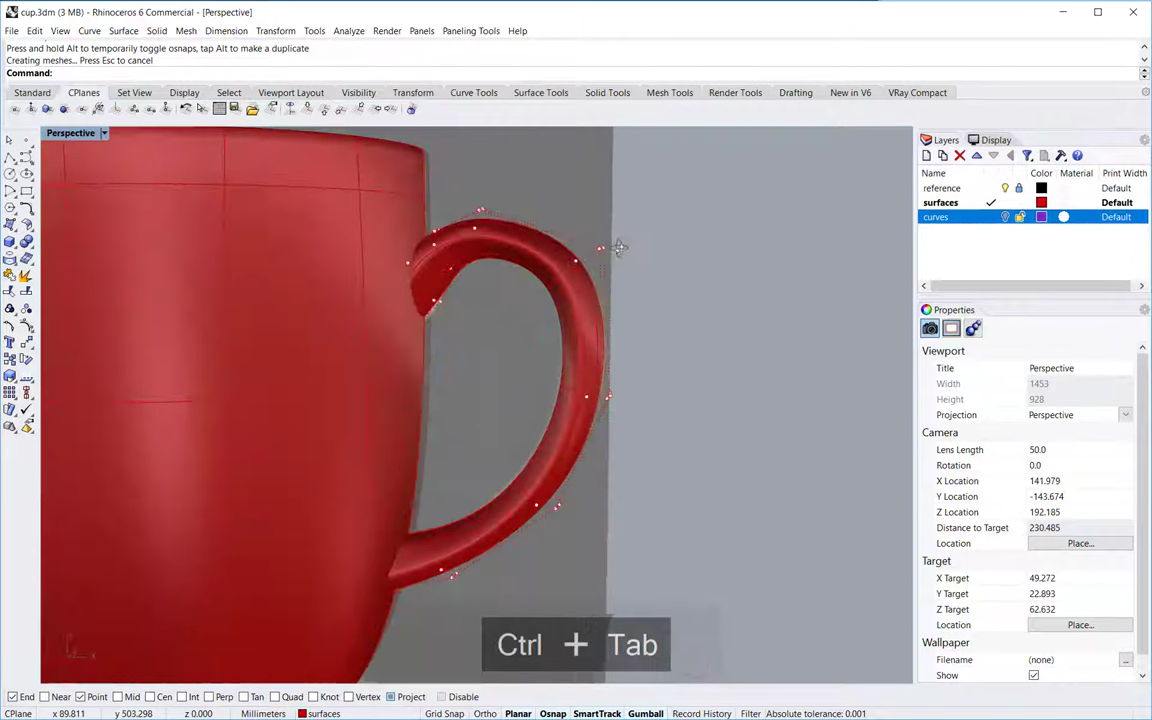 cup.3dm (3 MB) - Rhinoceros 6 Commercial - [Perspective]
File Edit View Curve Surface Solid Mesh Dimension Transform Tools Analyze Render Panels Paneling Tools Help
Press and hold Alt to temporarily toggle osnaps, tap Alt to make a duplicate
Creating meshes... Press Esc to cancel
Command:
Standard CPlanes Set View Display Select Viewport Layout Visibility Transform Curve Tools Surface Tools Solid Tools Mesh Tools Render Tools Drafting New in V6 VRay Compact
Perspective
Layers Display
Name Color Material Print Width
reference Default
surfaces Default
curves Default
Properties
Viewport
Title Perspective
Width 1453
Height 928
Projection Perspective
Camera
Lens Length 50.0
Rotation 0.0
X Location 141.979
Y Location -143.674
Z Location 192.185
Distance to Target 230.485
Location Place...
Target
X Target 49.272
Y Target 22.893
Z Target 62.632
Location Place...
Wallpaper
Filename (none) ...
Show
Ctrl + Tab
End Near Point Mid Cen Int Perp Tan Quad Knot Vertex Project Disable
CPlane x 89.811 y 503.298 z 0.000 Millimeters surfaces Grid Snap Ortho Planar Osnap SmartTrack Gumball Record History Filter Absolute tolerance: 0.001